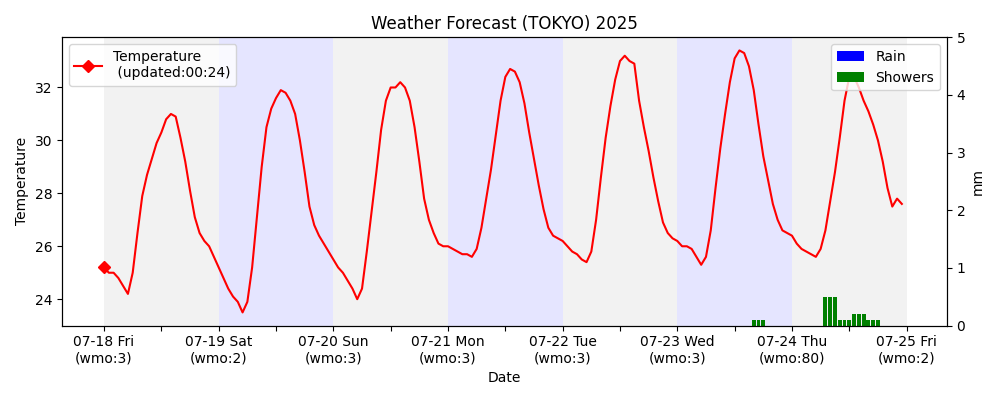 Weather Forecast (TOKYO) 2025
Temperature
(updated:00:24)
Rain
Showers
Temperature
32
30
28
26
24
5
4
3
2
1
0
mm
07-18 Fri
(wmo:3)
07-19 Sat
(wmo:2)
07-20 Sun
(wmo:3)
07-21 Mon
(wmo:3)
07-22 Tue
(wmo:3)
07-23 Wed
(wmo:3)
07-24 Thu
(wmo:80)
07-25 Fri
(wmo:2)
Date